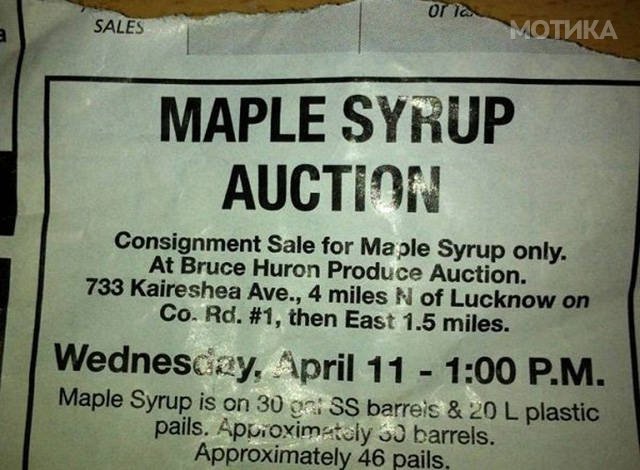 SALES
МОТИКА
MAPLE SYRUP
AUCTION
Consignment Sale for Maple Syrup only.
At Bruce Huron Produce Auction.
733 Kaireshea Ave., 4 miles N of Lucknow on
Co. Rd. #1, then East 1.5 miles.
Wednesday, April 11 - 1:00 P.M.
Maple Syrup is on 30 gal SS barrels & 20 L plastic
pails. Approximately 30 barrels.
Approximately 46 pails.